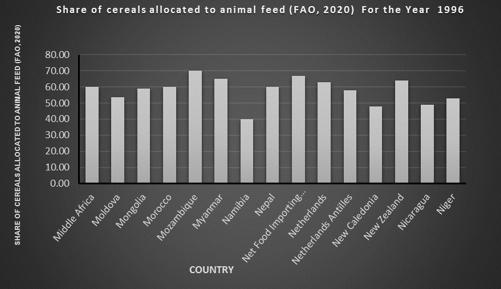 Share of cereals allocated to animal feed (FAO, 2020) For the Year 1996
SHARE OF CEREALS ALLOCATED TO ANIMAL FEED (FAO,2020)
80.00
70.00
60.00
50.00
40.00
30.00
20.00
10.00
0.00
Middle Africa
Moldova
Mongolia
Morocco
Mozambique
Myanmar
Namibia
Nepal
Net Food Importing...
Netherlands
Netherlands Antilles
New Caledonia
New Zealand
Nicaragua
Niger
COUNTRY